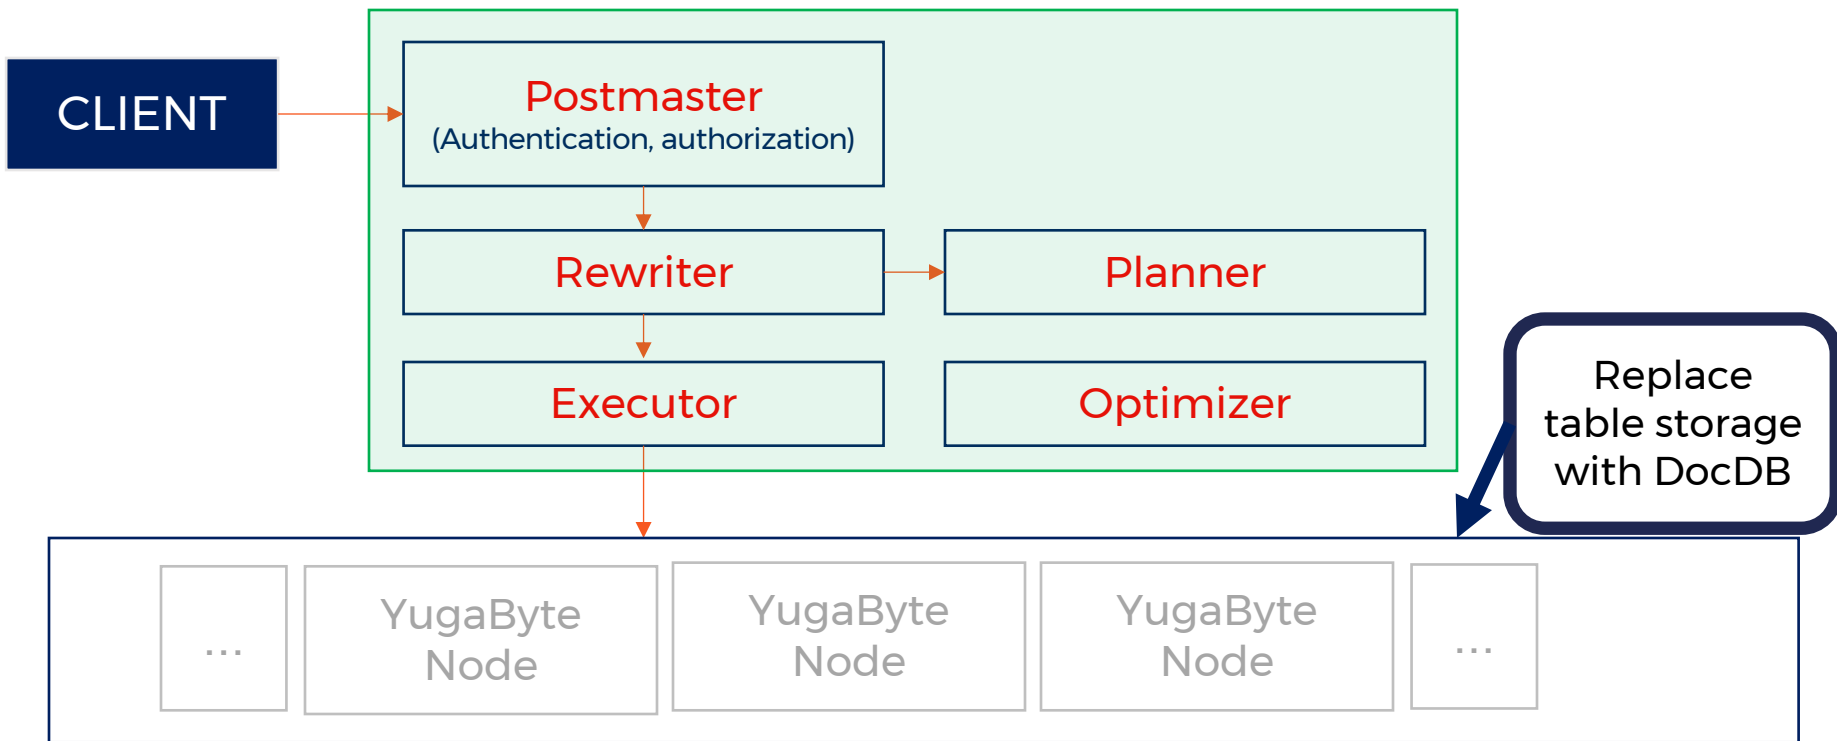 CLIENT
Postmaster
(Authentication, authorization)
Rewriter
Planner
Executor
Optimizer
Replace
table storage
with DocDB
...
YugaByte
Node
YugaByte
Node
YugaByte
Node
...